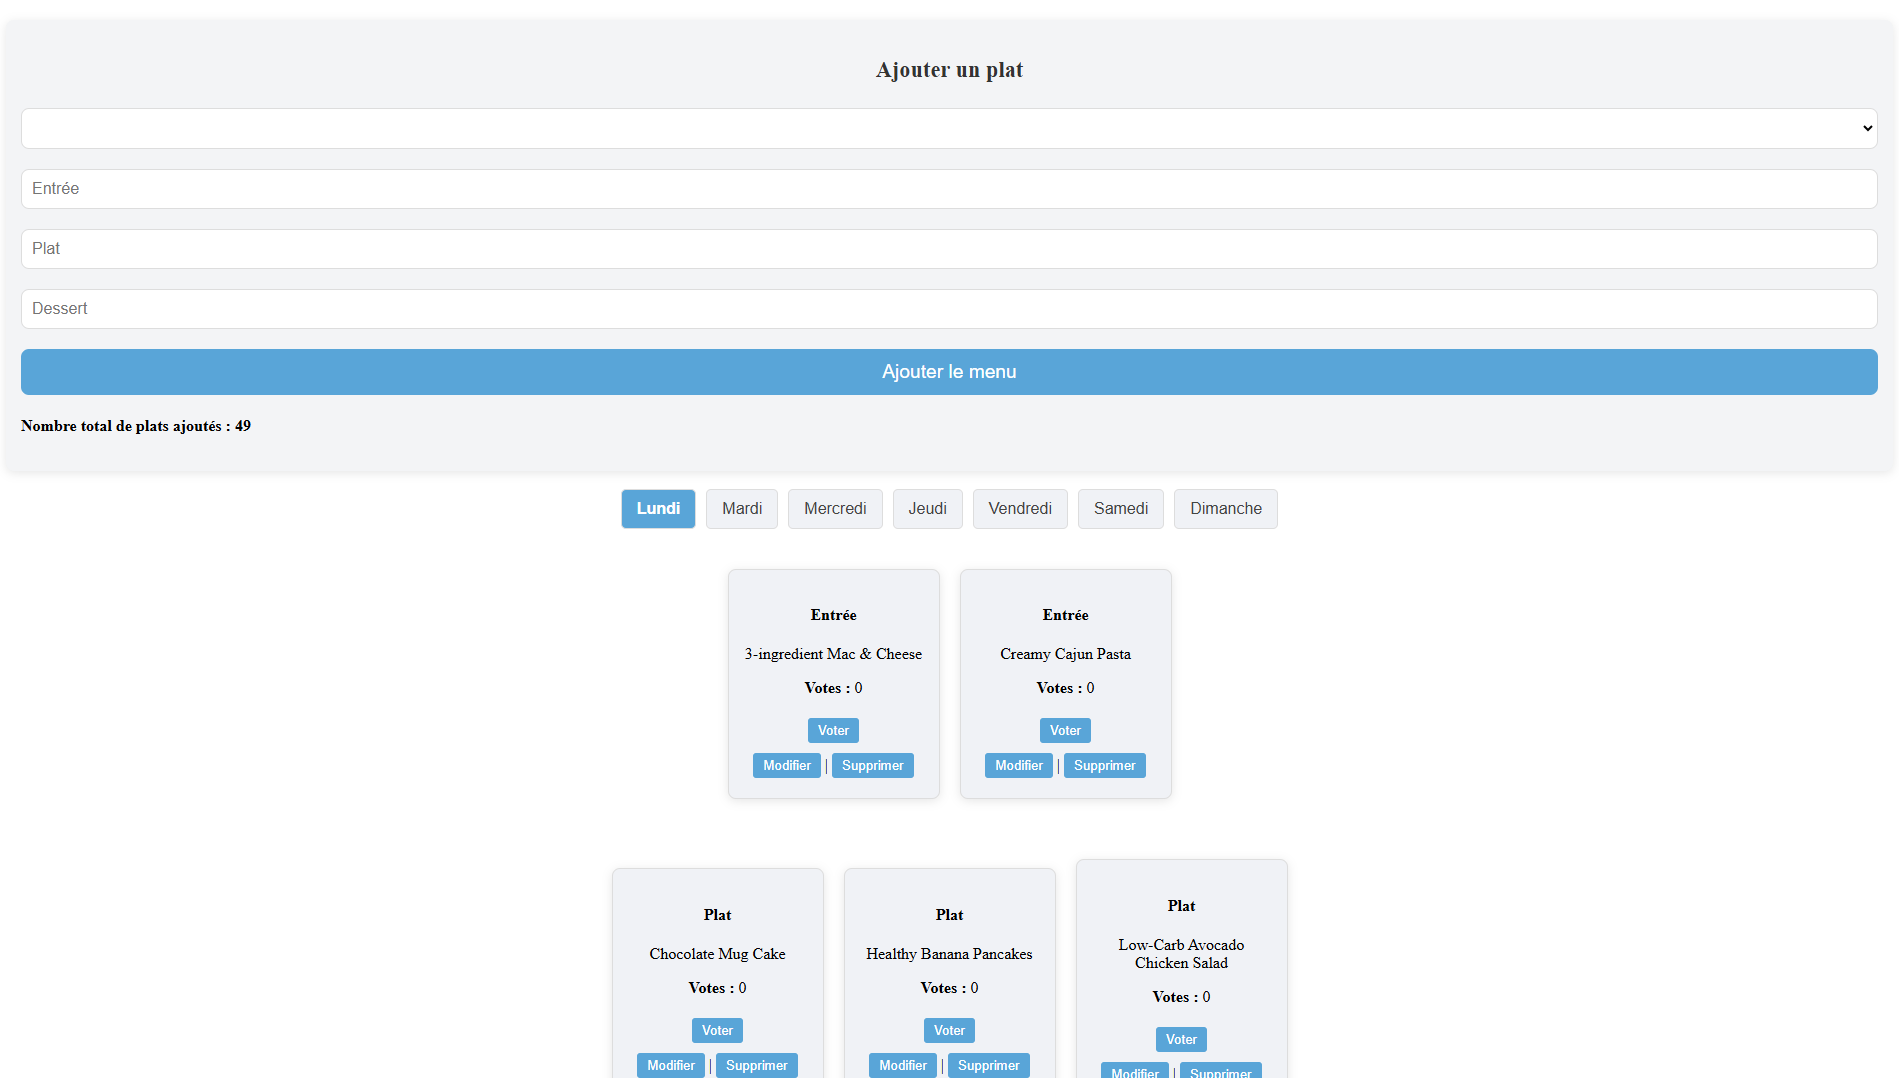 Ajouter un plat
Entrée
Plat
Dessert
Ajouter le menu
Nombre total de plats ajoutés : 49
Lundi Mardi Mercredi Jeudi Vendredi Samedi Dimanche
Entrée
3-ingredient Mac & Cheese
Votes : 0
Voter
Modifier | Supprimer
Entrée
Creamy Cajun Pasta
Votes : 0
Voter
Modifier | Supprimer
Plat
Chocolate Mug Cake
Votes : 0
Voter
Modifier | Supprimer
Plat
Healthy Banana Pancakes
Votes : 0
Voter
Modifier | Supprimer
Plat
Low-Carb Avocado
Chicken Salad
Votes : 0
Voter
Modifier | Supprimer